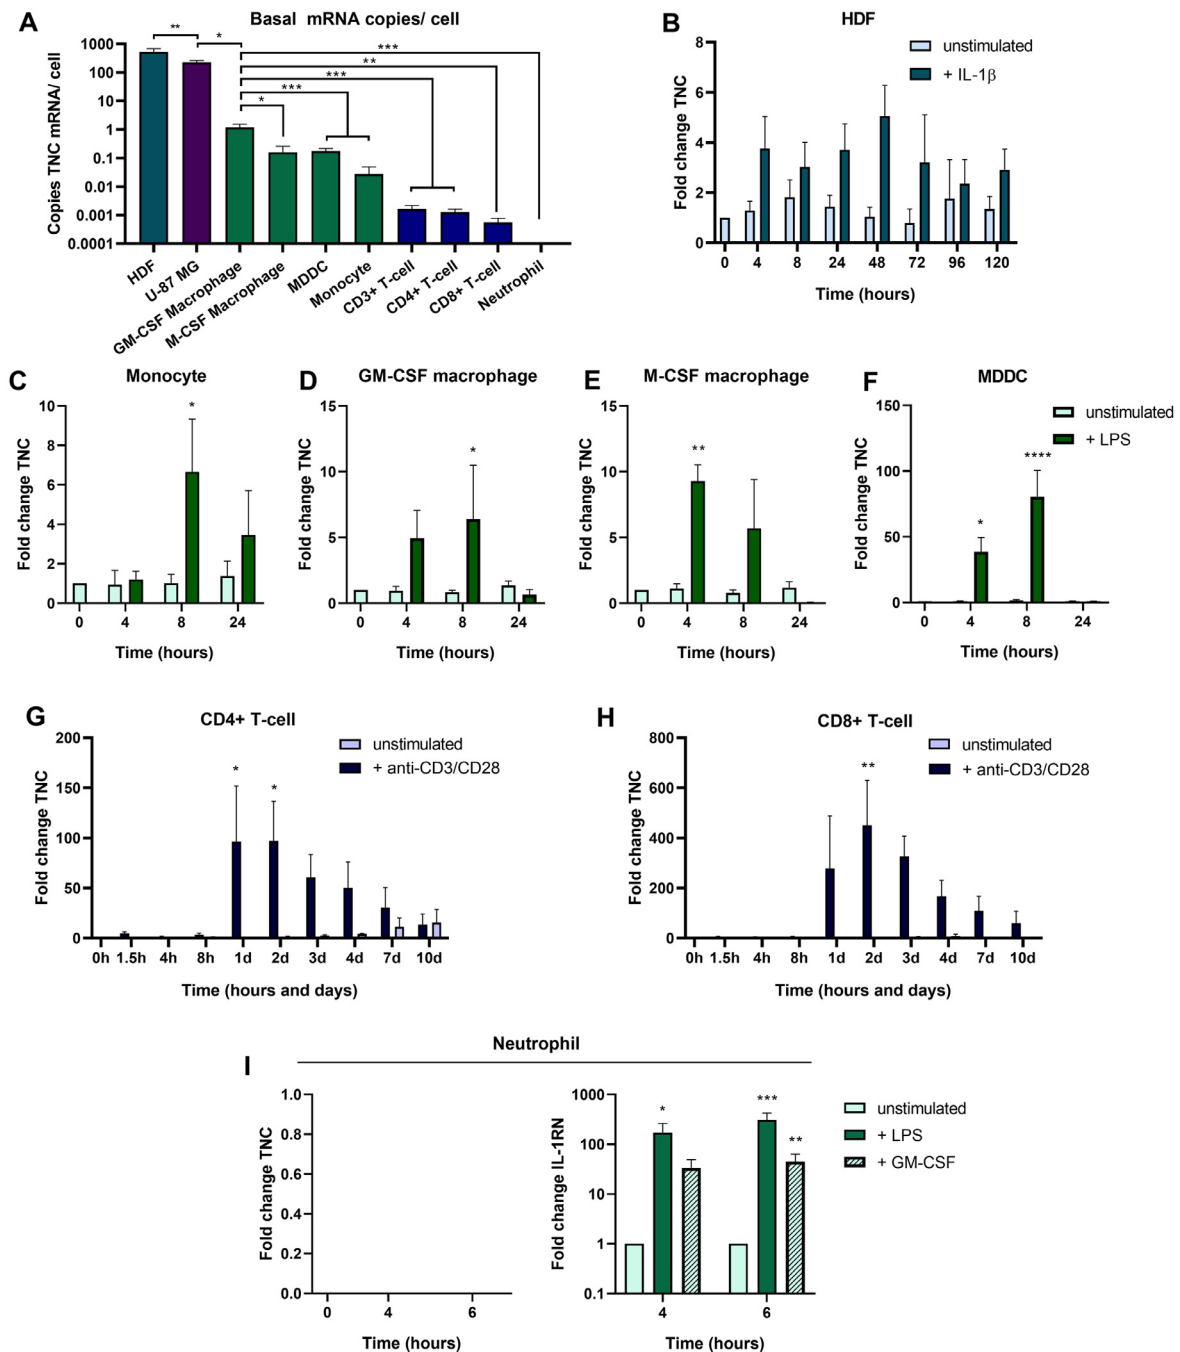 A
Basal mRNA copies/ cell
Copies TNC mRNA/ cell
1000
100
10
1
0.1
0.01
0.001
0.0001
**
*
***
**
***
***
*
HDF
U-87 MG
GM-CSF Macrophage
M-CSF Macrophage
MDDC
Monocyte
CD3+ T-cell
CD4+ T-cell
CD8+ T-cell
Neutrophil
B
HDF
unstimulated
+ IL-1β
Fold change TNC
8
6
4
2
0
0 4 8 24 48 72 96 120
Time (hours)
C
Monocyte
Fold change TNC
10
8
6
4
2
0
*
0 4 8 24
Time (hours)
D
GM-CSF macrophage
Fold change TNC
15
10
5
0
*
0 4 8 24
Time (hours)
E
M-CSF macrophage
Fold change TNC
15
10
5
0
**
0 4 8 24
Time (hours)
F
MDDC
unstimulated
+ LPS
Fold change TNC
150
100
50
0
*
****
0 4 8 24
Time (hours)
G
CD4+ T-cell
unstimulated
+ anti-CD3/CD28
Fold change TNC
200
150
100
50
0
*
*
0h 1.5h 4h 8h 1d 2d 3d 4d 7d 10d
Time (hours and days)
H
CD8+ T-cell
unstimulated
+ anti-CD3/CD28
Fold change TNC
800
600
400
200
0
**
0h 1.5h 4h 8h 1d 2d 3d 4d 7d 10d
Time (hours and days)
I
Neutrophil
Fold change TNC
1.0
0.8
0.6
0.4
0.2
0.0
0 4 6
Time (hours)
Fold change IL-1RN
1000
100
10
1
0.1
*
***
**
4 6
Time (hours)
unstimulated
+ LPS
+ GM-CSF